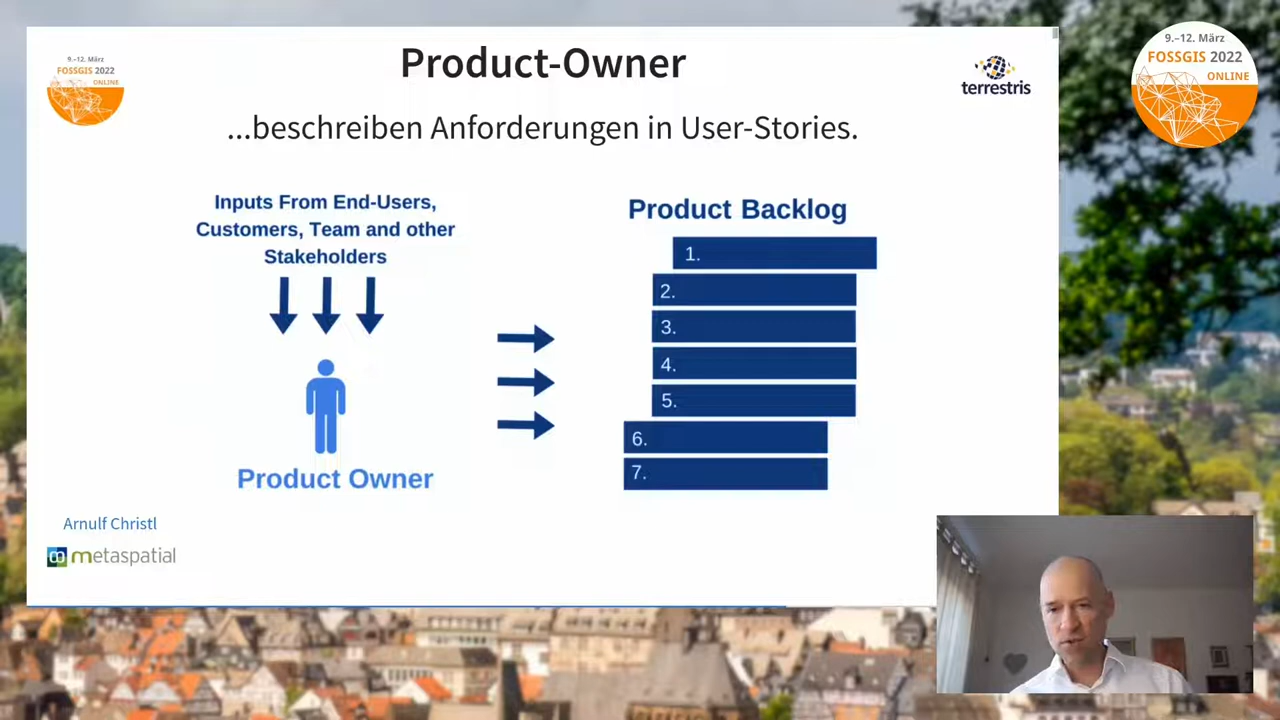 Product-Owner
...beschreiben Anforderungen in User-Stories.
9.–12. März
FOSSGIS 2022
ONLINE
terrestris
9.–12. März
FOSSGIS 2022
ONLINE
Inputs From End-Users,
Customers, Team and other
Stakeholders
Product Owner
Product Backlog
1.
2.
3.
4.
5.
6.
7.
Arnulf Christl
metaspatial